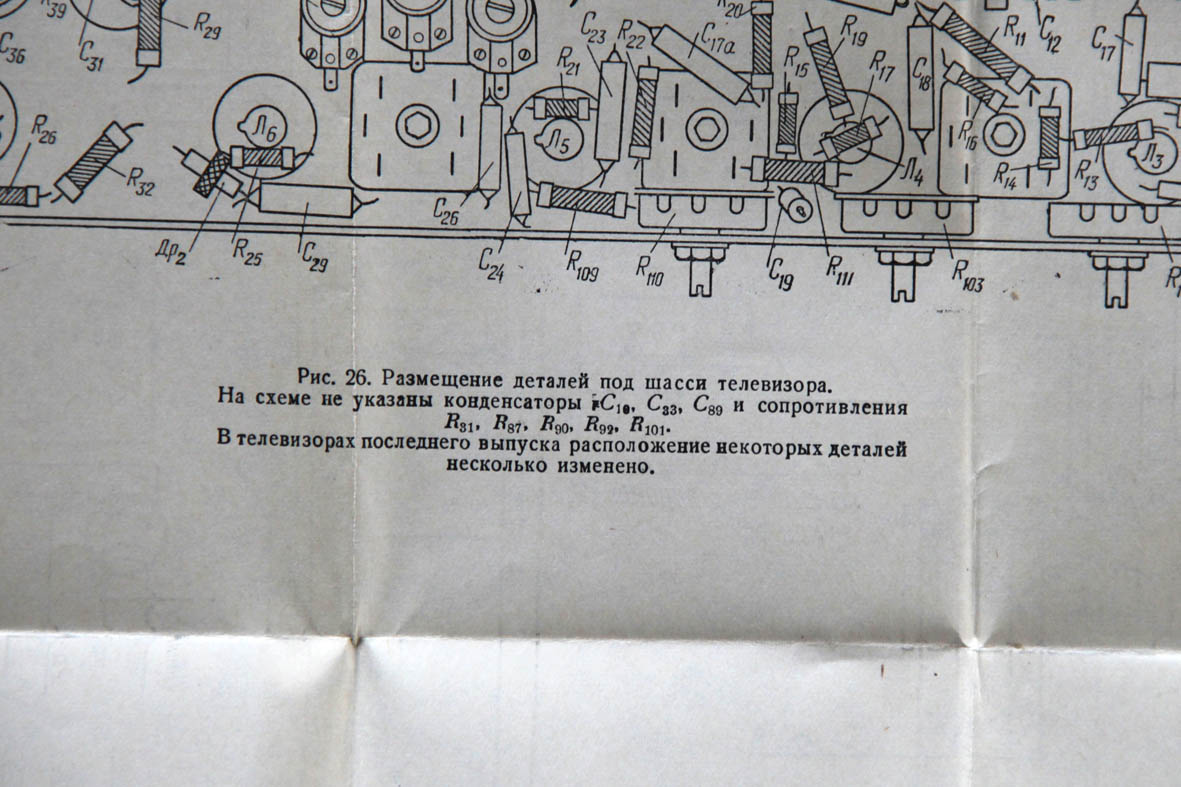 R39
R29
C36
C31
R20
C23
R22
R21
C17a
R15
R19
R17
C18
R11
C12
C17
R26
R32
Л6
Л5
Л4
R16
R14
R13
Л3
C26
Др2
R25
C29
C24
R109
R110
C19
R111
R103
Рис. 26. Размещение деталей под шасси телевизора.
На схеме не указаны конденсаторы C10, C33, C89 и сопротивления
R31, R87, R90, R92, R101.
В телевизорах последнего выпуска расположение некоторых деталей
несколько изменено.